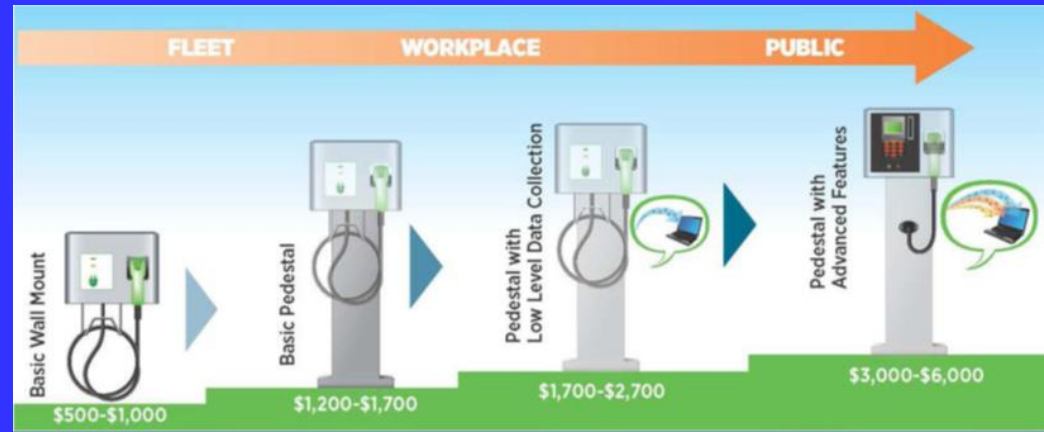 FLEET
WORKPLACE
PUBLIC
Basic Wall Mount
$500-$1,000
Basic Pedestal
$1,200-$1,700
Pedestal with
Low Level Data Collection
$1,700-$2,700
Pedestal with
Advanced Features
$3,000-$6,000